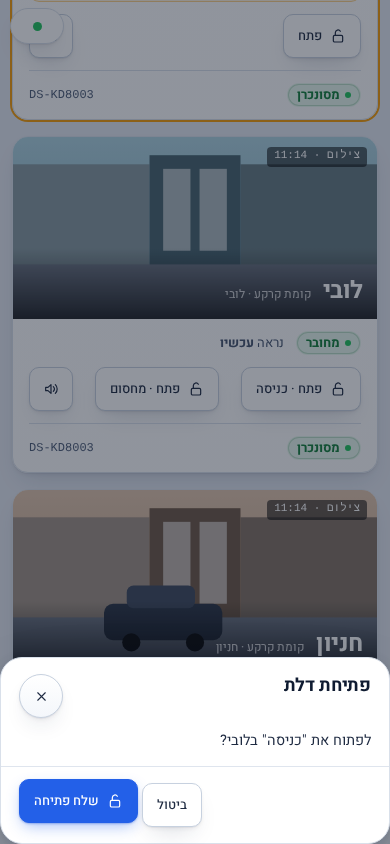 פתח
מסונכרן
DS-KD8003
צילום · 11:14
לובי
קומת קרקע · לובי
מחובר
נראה עכשיו
פתח · כניסה
פתח · מחסום
מסונכרן
DS-KD8003
צילום · 11:14
חניון
קומת קרקע · חניון
פתיחת דלת
לפתוח את "כניסה" בלובי?
ביטול
שלח פתיחה